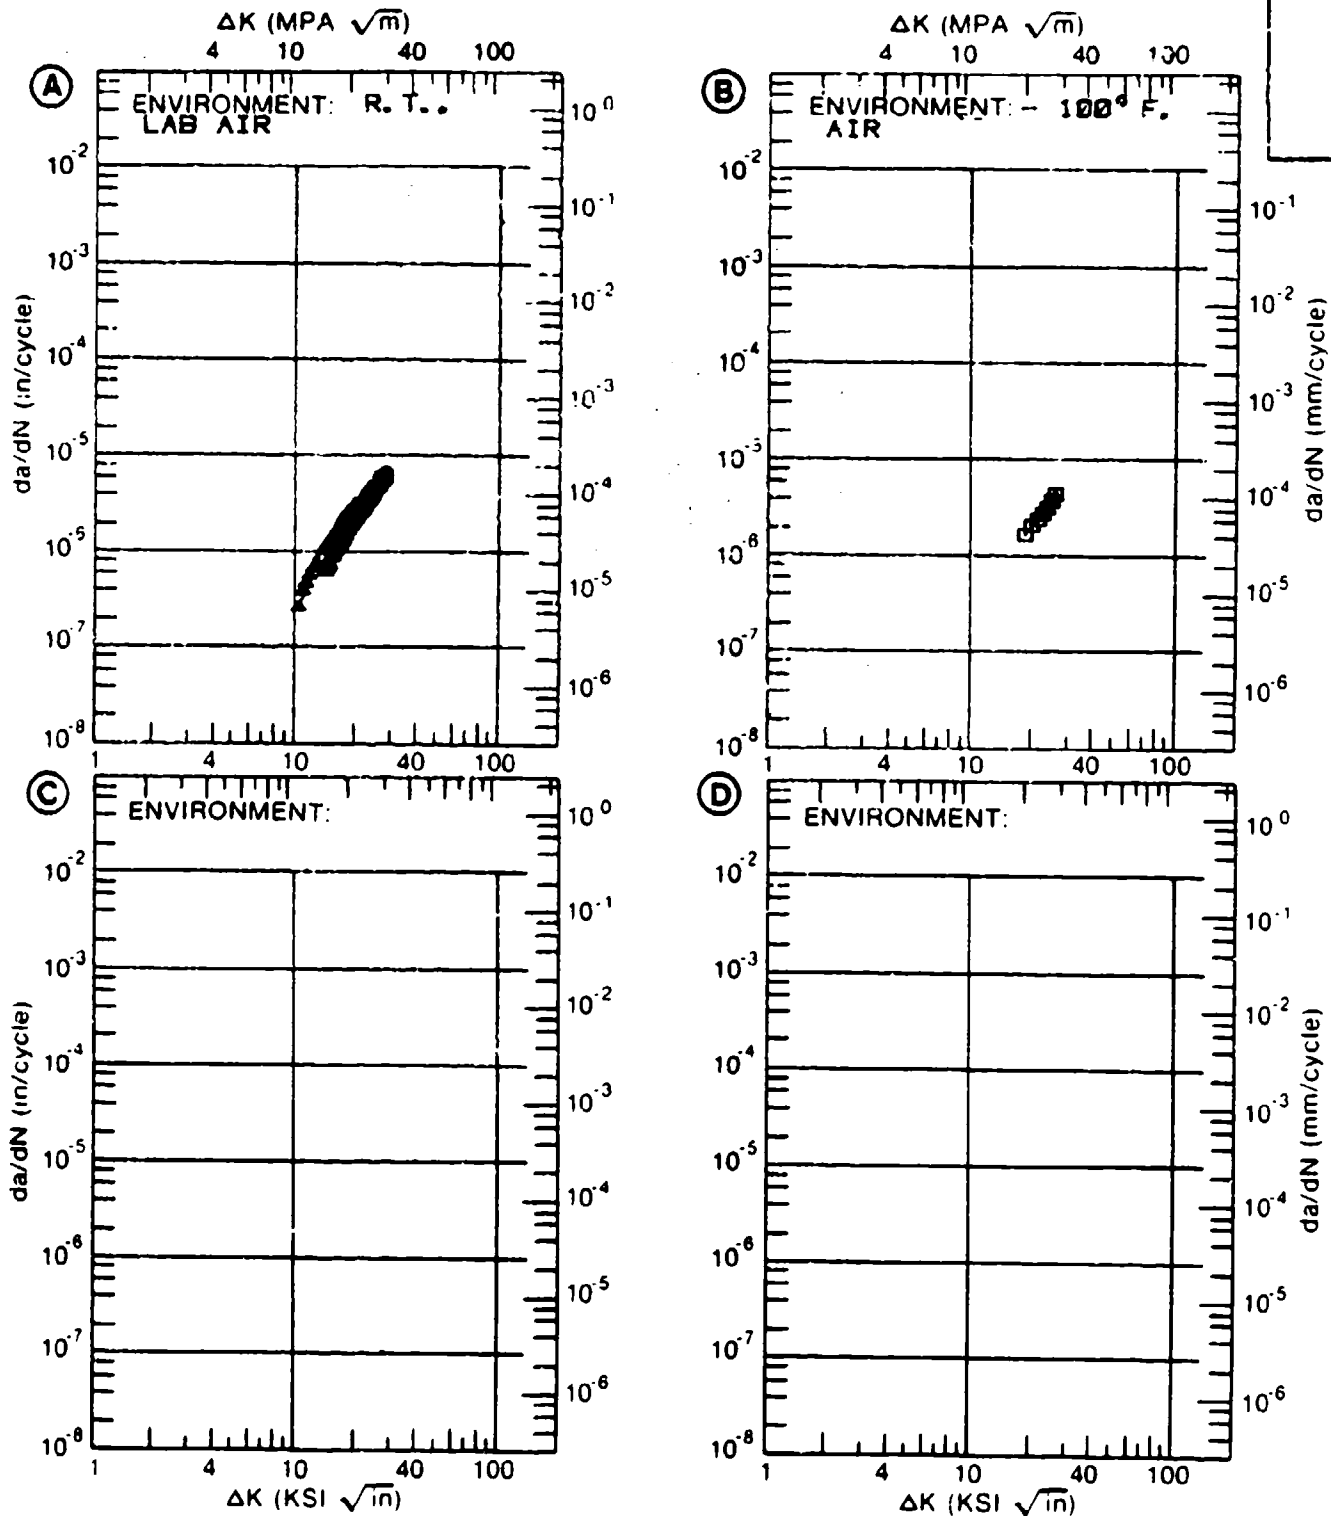 ΔK (MPA √m)
4 10 40 100
A
ENVIRONMENT: R.T..
LAB AIR
10^0
10^-2
10^-1
10^-3
10^-2
10^-4
10^-3
10^-5
10^-4
10^-5
10^-5
10^-7
10^-6
10^-8
1 4 10 40 100
da/dN (in/cycle)
ΔK (MPA √m)
4 10 40 100
B
ENVIRONMENT: - 100° F.
AIR
10^-2
10^-1
10^-3
10^-2
10^-4
10^-3
10^-5
10^-4
10^-6
10^-5
10^-7
10^-6
10^-8
1 4 10 40 100
da/dN (mm/cycle)
C
ENVIRONMENT:
10^0
10^-2
10^-1
10^-3
10^-2
10^-4
10^-3
10^-5
10^-4
10^-6
10^-5
10^-7
10^-6
10^-8
1 4 10 40 100
da/dN (in/cycle)
ΔK (KSI √in)
D
ENVIRONMENT:
10^0
10^-2
10^-1
10^-3
10^-2
10^-4
10^-3
10^-5
10^-4
10^-6
10^-5
10^-7
10^-6
10^-8
1 4 10 40 100
da/dN (mm/cycle)
ΔK (KSI √in)